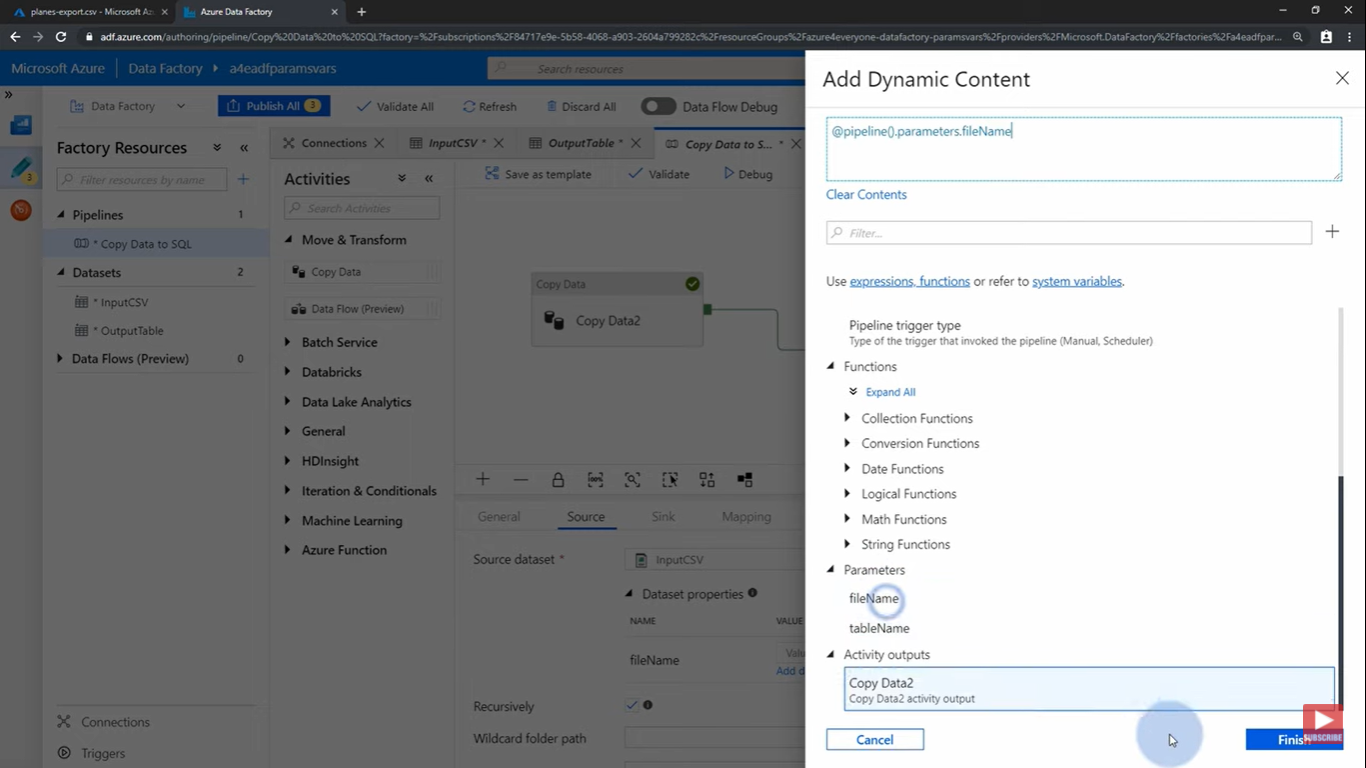 planes-export.csv - Microsoft Az
Azure Data Factory
adf.azure.com/authoring/pipeline/Copy%20Data%20to%20SQL?factory=%2Fsubscriptions%2F84717e9e-5b58-4068-a903-2604a799282c%2FresourceGroups%2Fazure4everyone-datafactory-paramsvars%2Fproviders%2FMicrosoft.DataFactory%2Ffactories%2Fa4eadfpar...
Microsoft Azure
Data Factory
a4eadfparamsvars
Search resources
Data Factory
Publish All 3
Validate All
Refresh
Discard All
Data Flow Debug
Factory Resources
Filter resources by name
Pipelines 1
* Copy Data to SQL
Datasets 2
* InputCSV
* OutputTable
Data Flows (Preview) 0
Connections
Triggers
3
Connections
InputCSV *
OutputTable *
Copy Data to S... *
Activities
Search Activities
Move & Transform
Copy Data
Data Flow (Preview)
Batch Service
Databricks
Data Lake Analytics
General
HDInsight
Iteration & Conditionals
Machine Learning
Azure Function
Save as template
Validate
Debug
Copy Data
Copy Data2
100%
General
Source
Sink
Mapping
Source dataset *
InputCSV
Dataset properties
NAME
VALUE
fileName
Valu
Add d
Recursively
Wildcard folder path
Add Dynamic Content
@pipeline().parameters.fileName
Clear Contents
Filter...
Use expressions, functions or refer to system variables.
Pipeline trigger type
Type of the trigger that invoked the pipeline (Manual, Scheduler)
Functions
Expand All
Collection Functions
Conversion Functions
Date Functions
Logical Functions
Math Functions
String Functions
Parameters
fileName
tableName
Activity outputs
Copy Data2
Copy Data2 activity output
Cancel
Finish
SUBSCRIBE